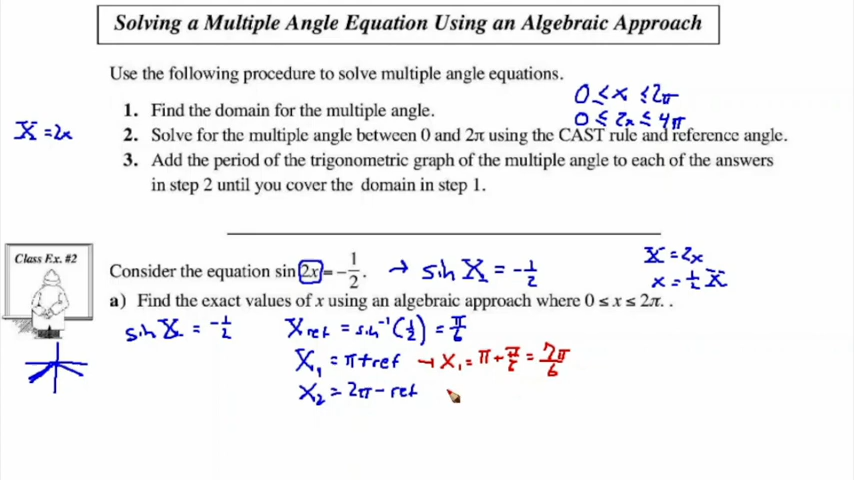 Solving a Multiple Angle Equation Using an Algebraic Approach
Use the following procedure to solve multiple angle equations.
0 ≤ x ≤ 2π
1. Find the domain for the multiple angle.
0 ≤ 2x ≤ 4π
X = 2x
2. Solve for the multiple angle between 0 and 2π using the CAST rule and reference angle.
3. Add the period of the trigonometric graph of the multiple angle to each of the answers
in step 2 until you cover the domain in step 1.
Class Ex. #2
Consider the equation sin 2x = -1/2. → sin X = -1/2
X = 2x
x = 1/2 X
a) Find the exact values of x using an algebraic approach where 0 ≤ x ≤ 2π. .
sin X = -1/2
X ref = sin⁻¹(1/2) = π/6
X₁ = π + ref → X₁ = π + π/6 = 7π/6
X₂ = 2π - ref